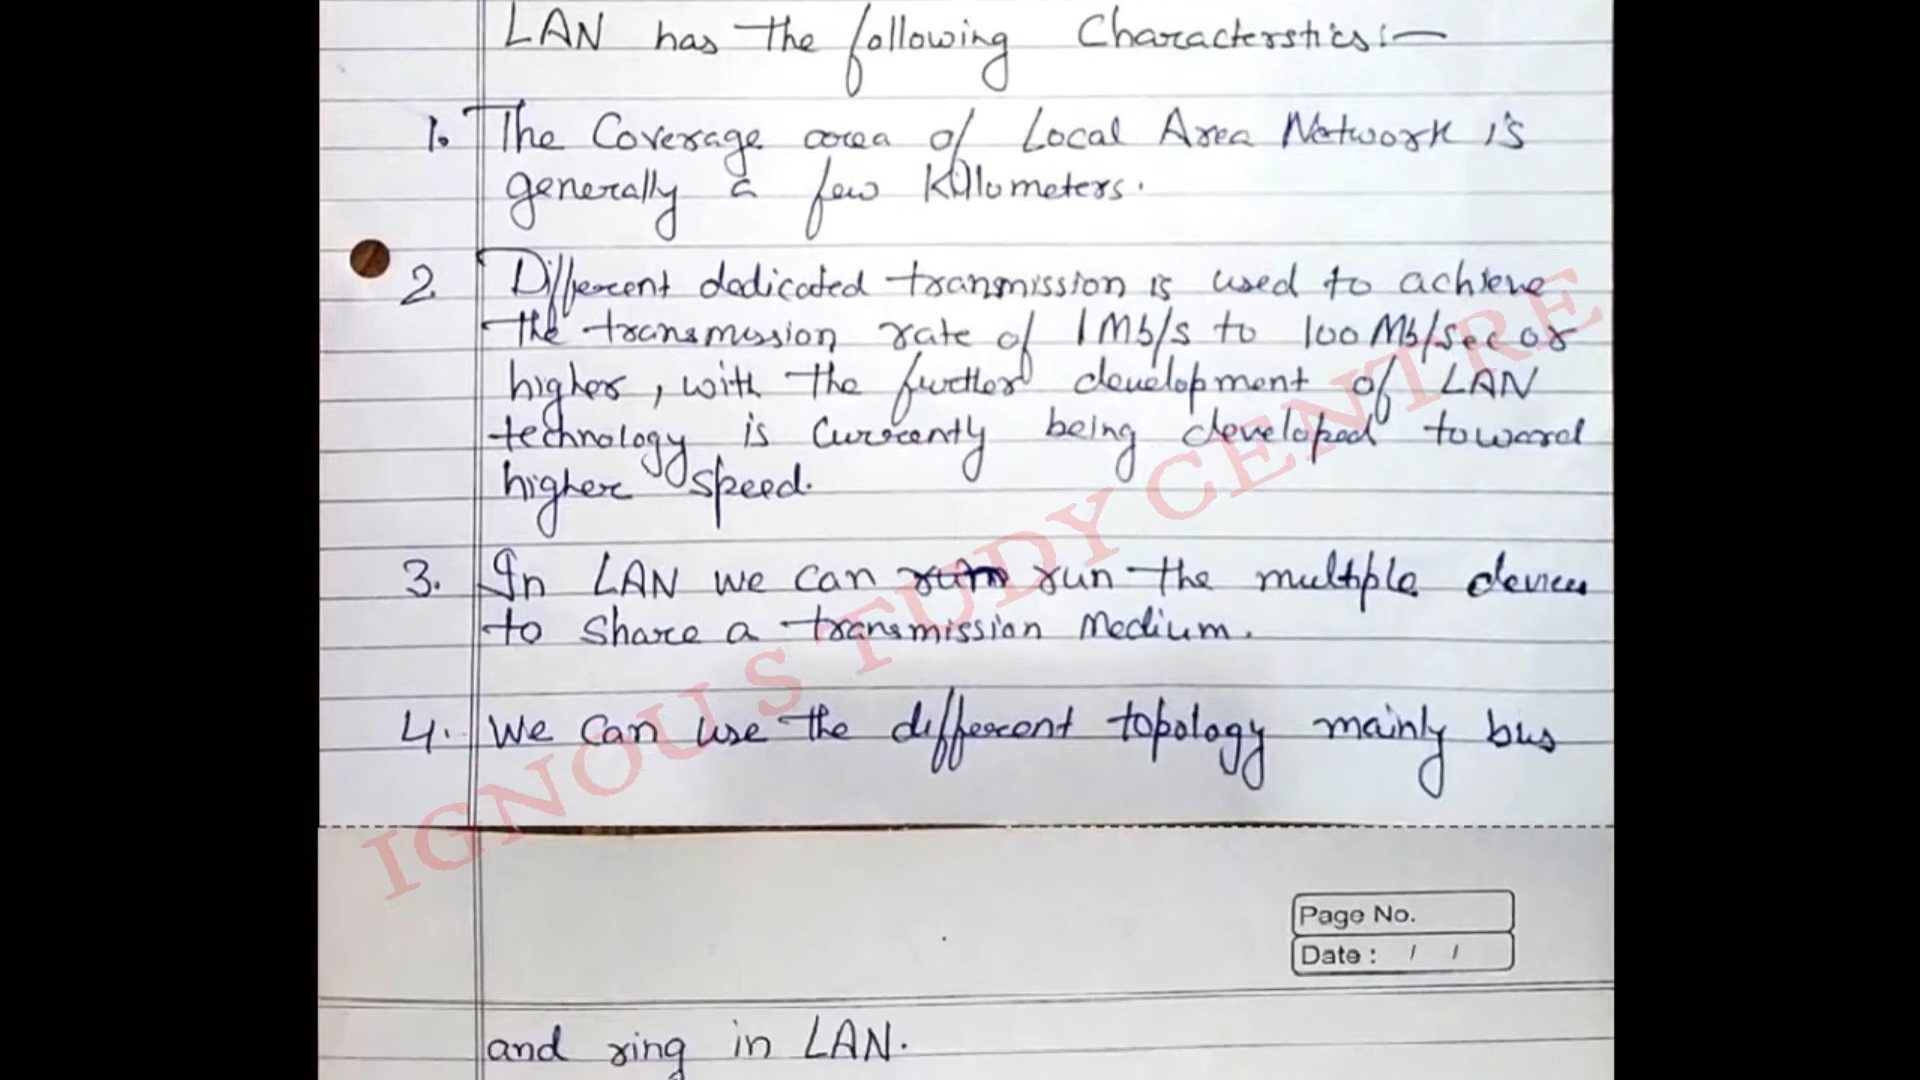 LAN has the following Characterstics:—
1. The Coverage area of Local Area Network is
generally a few Kilometers.
2 Different dedicated transmission is used to achieve
the transmission rate of 1Mb/s to 100 Mb/sec or
higher, with the further development of LAN
technology is Currently being developed toward
higher speed.
3. In LAN we can run run the multiple devices
to share a transmission Medium.
4. We Can Use the different topology mainly bus
IGNOUS STUDY CENTRE
Page No.
Date : / /
and ring in LAN.